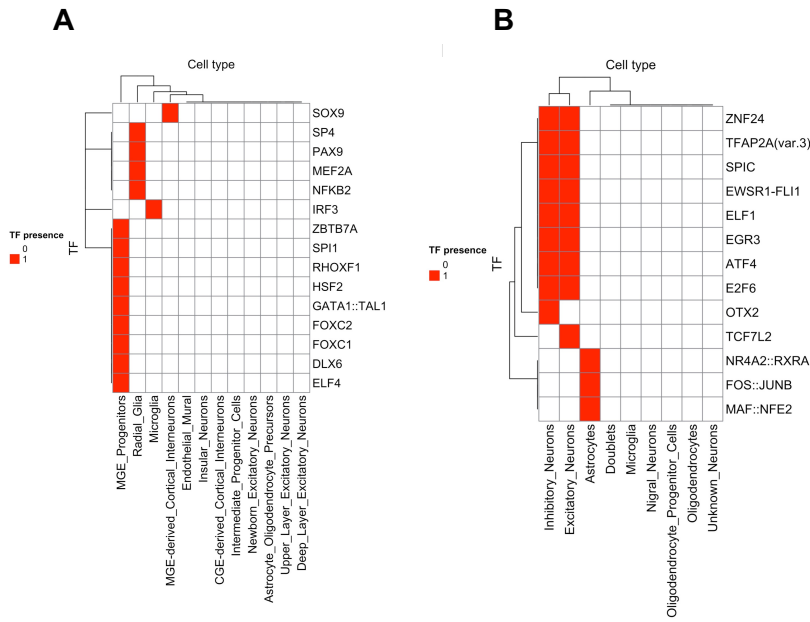 A
Cell type
SOX9
SP4
PAX9
MEF2A
NFKB2
IRF3
ZBTB7A
SPI1
RHOXF1
HSF2
GATA1::TAL1
FOXC2
FOXC1
DLX6
ELF4
TF presence
0
1
TF
MGE_Progenitors
Radial_Glia
Microglia
MGE-derived_Cortical_Interneurons
Endothelial_Mural
Insular_Neurons
CGE-derived_Cortical_Interneurons
Intermediate_Progenitor_Cells
Newborn_Excitatory_Neurons
Astrocyte_Oligodendrocyte_Precursors
Upper_Layer_Excitatory_Neurons
Deep_Layer_Excitatory_Neurons
B
Cell type
ZNF24
TFAP2A(var.3)
SPIC
EWSR1-FLI1
ELF1
EGR3
ATF4
E2F6
OTX2
TCF7L2
NR4A2::RXRA
FOS::JUNB
MAF::NFE2
TF presence
0
1
TF
Inhibitory_Neurons
Excitatory_Neurons
Astrocytes
Doublets
Microglia
Nigral_Neurons
Oligodendrocyte_Progenitor_Cells
Oligodendrocytes
Unknown_Neurons